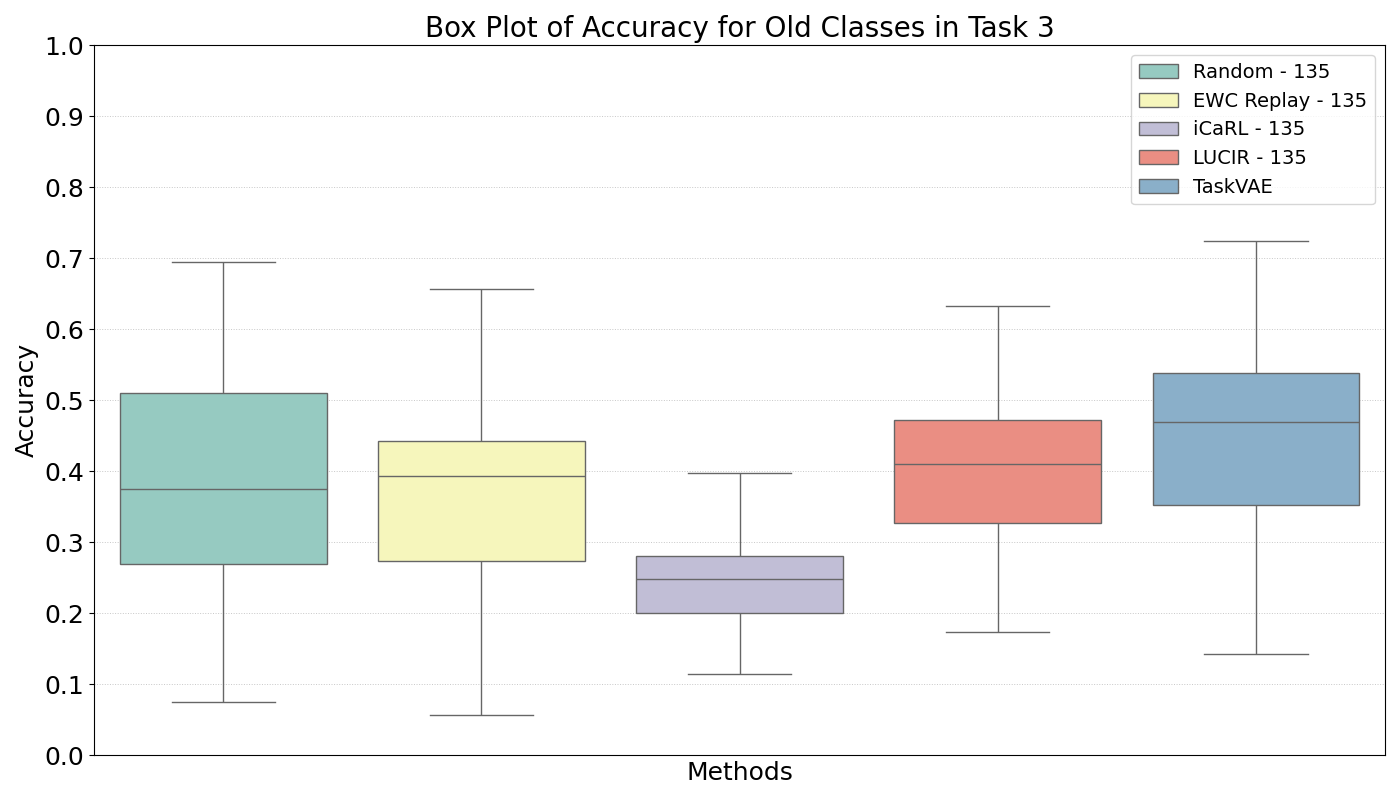 Box Plot of Accuracy for Old Classes in Task 3
1.0
0.9
0.8
0.7
0.6
0.5
0.4
0.3
0.2
0.1
0.0
Accuracy
Methods
Random - 135
EWC Replay - 135
iCaRL - 135
LUCIR - 135
TaskVAE